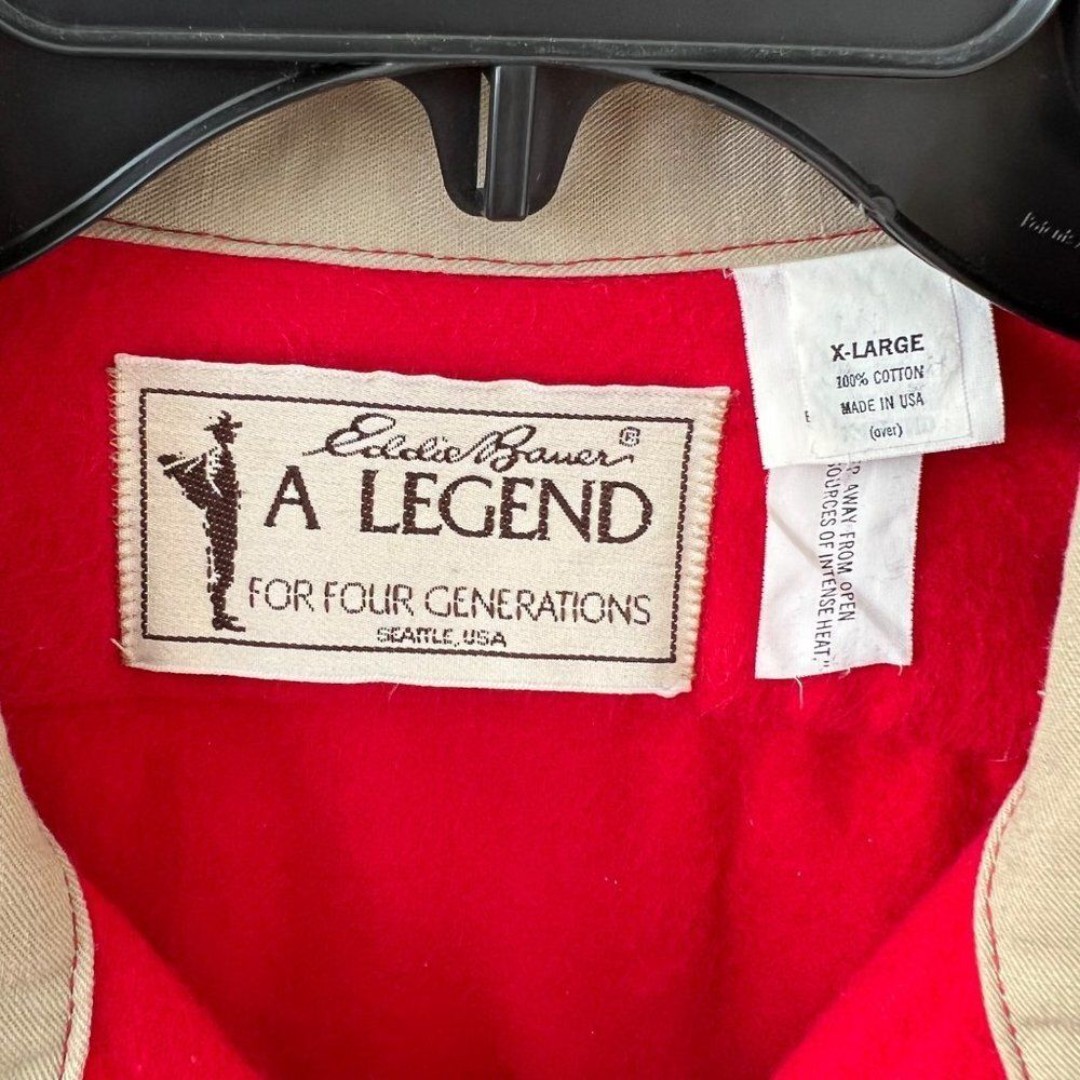 Eddie Bauer®
A LEGEND
FOR FOUR GENERATIONS
SEATTLE, USA
X-LARGE
100% COTTON
MADE IN USA
(over)
AWAY FROM OPEN
OF INTENSE HEAT,"